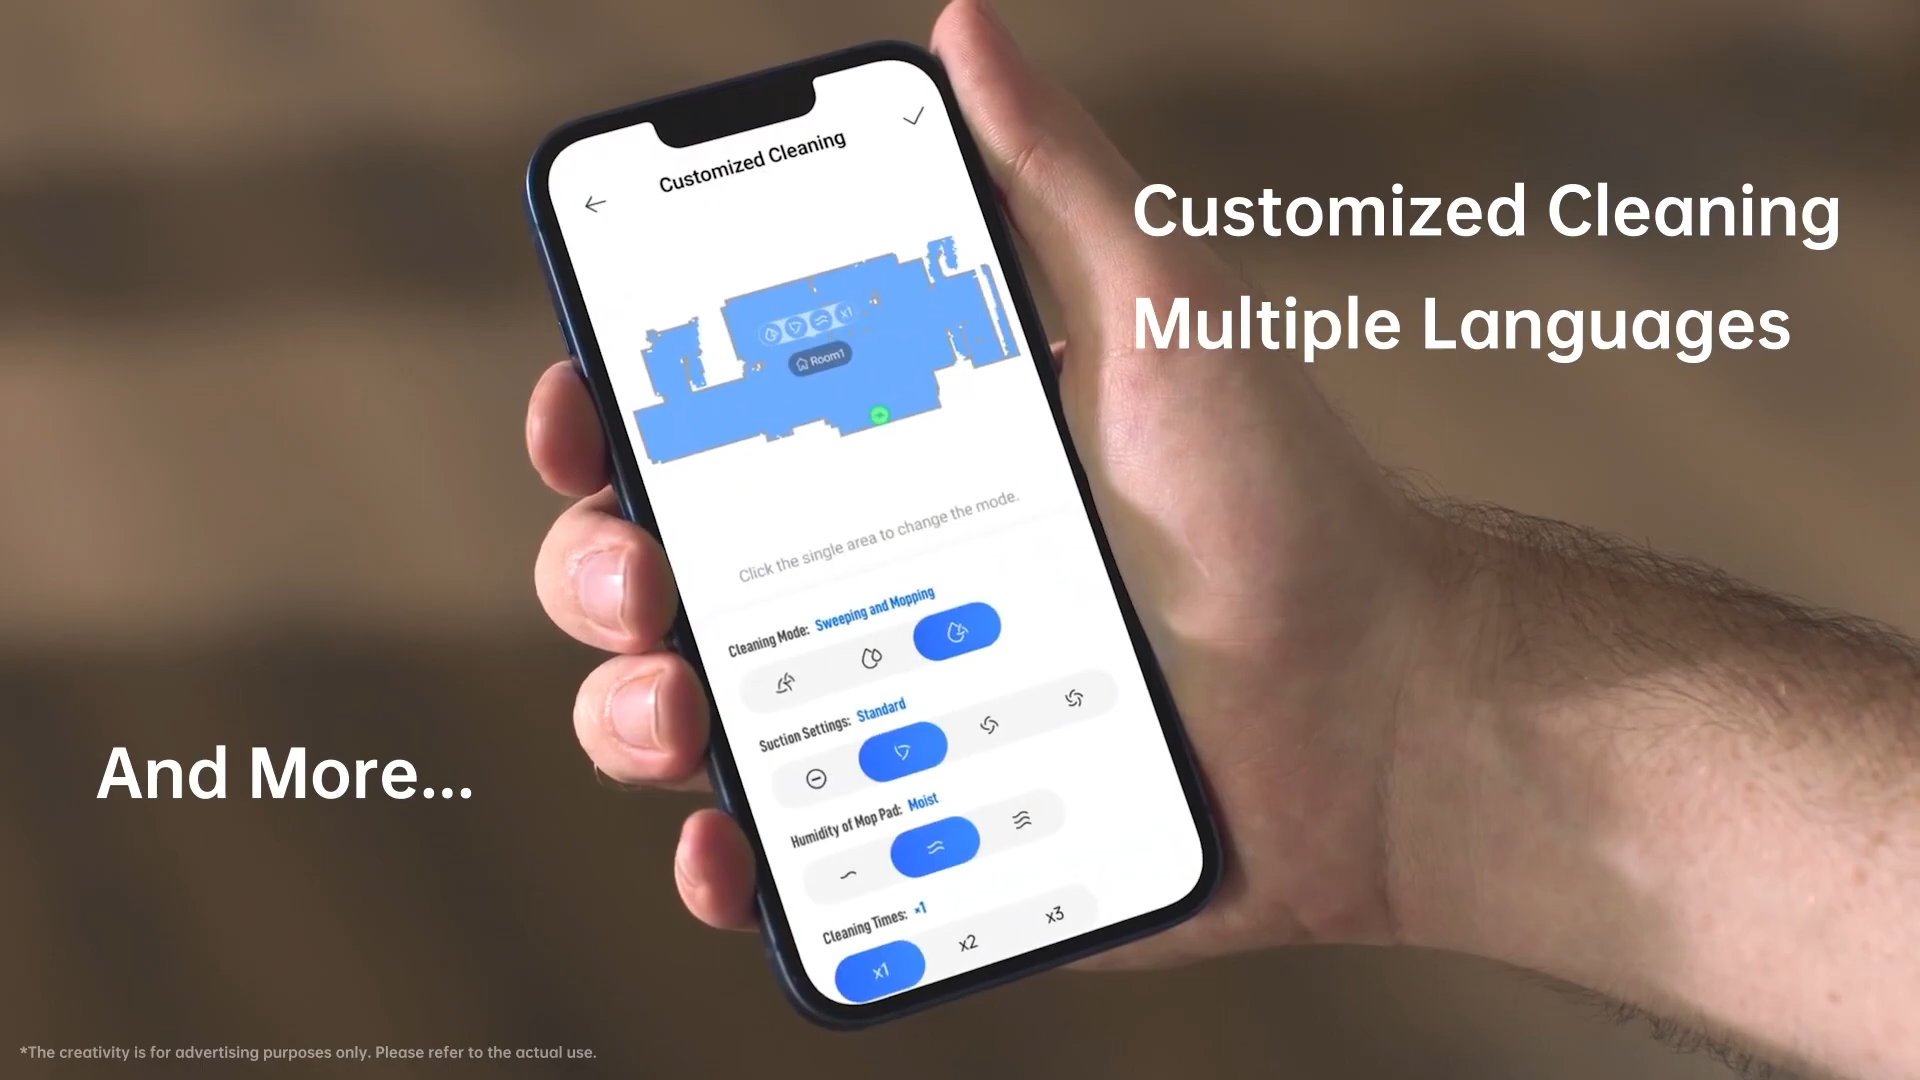 Customized Cleaning
x1
Room1
Click the single area to change the mode.
Cleaning Mode: Sweeping and Mopping
Suction Settings: Standard
Humidity of Mop Pad: Moist
Cleaning Times: ×1
x1
x2
x3
Customized Cleaning
Multiple Languages
And More...
*The creativity is for advertising purposes only. Please refer to the actual use.